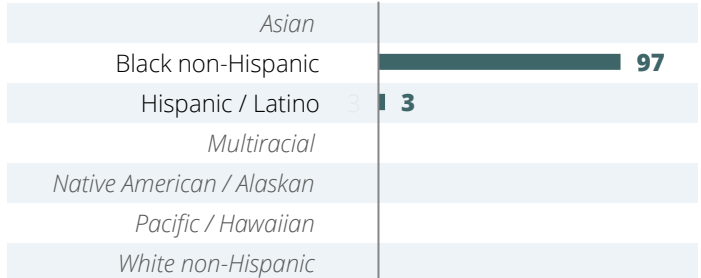 Asian
Black non-Hispanic 97
Hispanic / Latino 3 3
Multiracial
Native American / Alaskan
Pacific / Hawaiian
White non-Hispanic